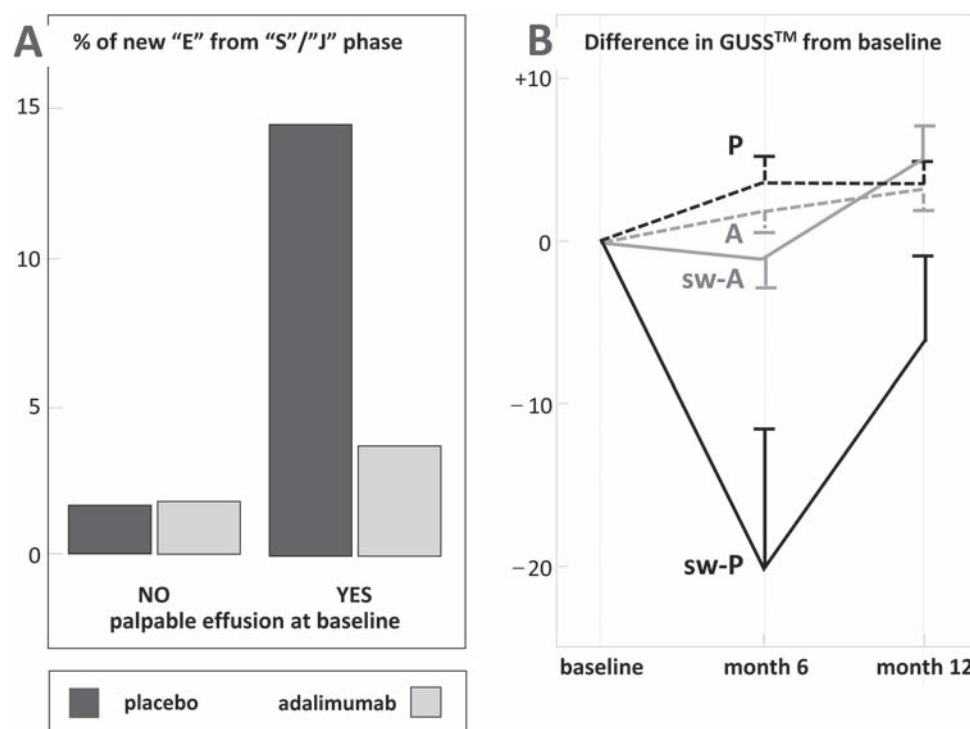 A
% of new “E” from “S”/”J” phase
15
10
5
0
NO
YES
palpable effusion at baseline
placebo
adalimumab
B
Difference in GUSS™ from baseline
+10
0
−10
−20
P
A
sw-A
sw-P
baseline
month 6
month 12